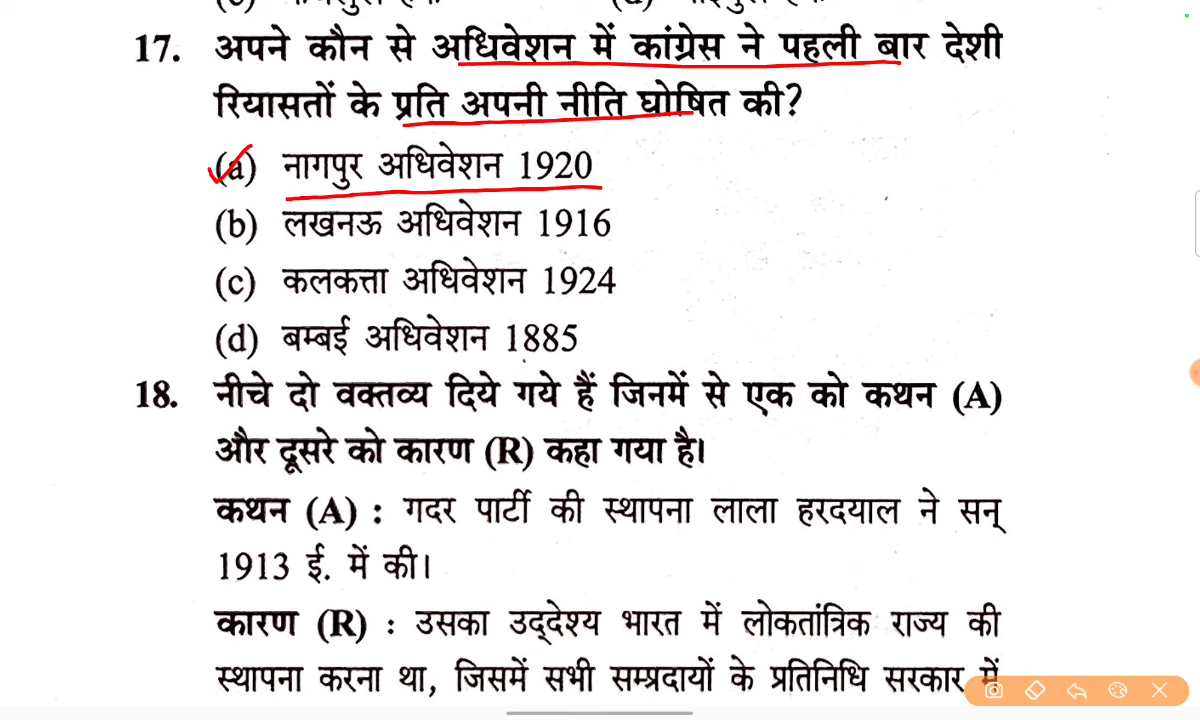 17. अपने कौन से अधिवेशन में कांग्रेस ने पहली बार देशी
रियासतों के प्रति अपनी नीति घोषित की?
(a) नागपुर अधिवेशन 1920
(b) लखनऊ अधिवेशन 1916
(c) कलकत्ता अधिवेशन 1924
(d) बम्बई अधिवेशन 1885
18. नीचे दो वक्तव्य दिये गये हैं जिनमें से एक को कथन (A)
और दूसरे को कारण (R) कहा गया है।
कथन (A) : गदर पार्टी की स्थापना लाला हरदयाल ने सन्
1913 ई. में की।
कारण (R) : उसका उद्देश्य भारत में लोकतांत्रिक राज्य की
स्थापना करना था, जिसमें सभी सम्प्रदायों के प्रतिनिधि सरकार में